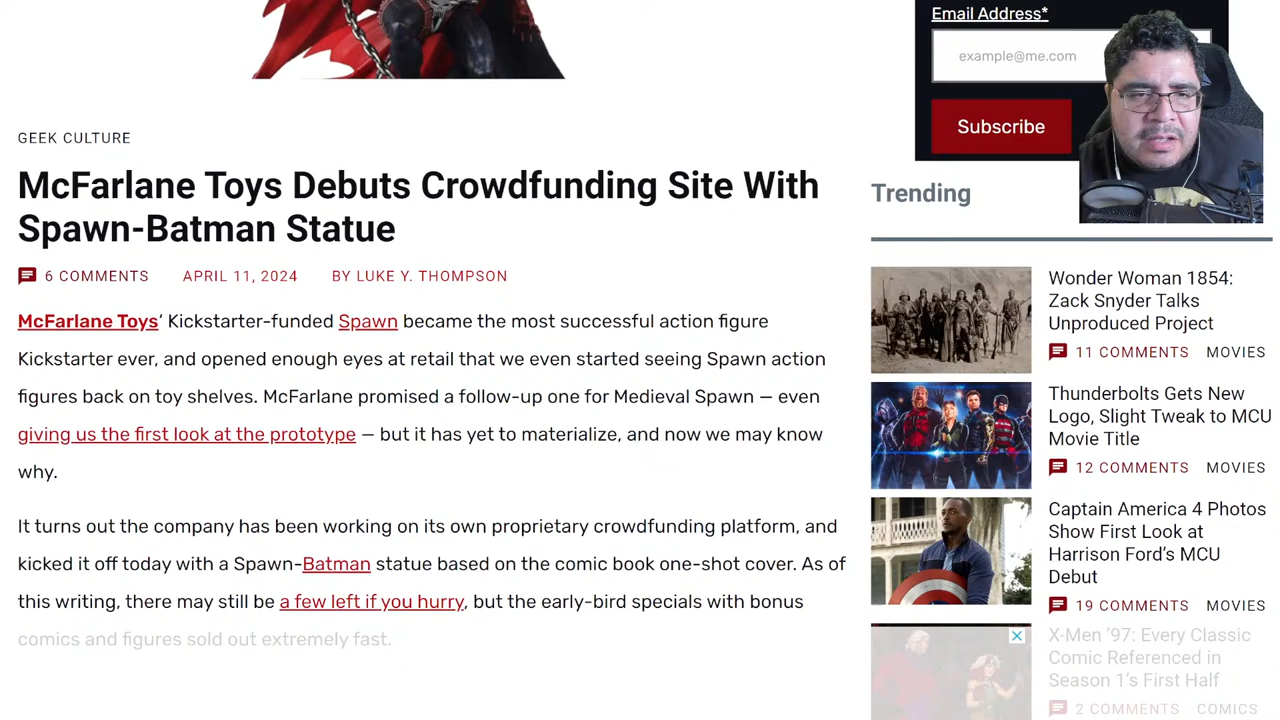 Email Address*
example@me.com
Subscribe
GEEK CULTURE
McFarlane Toys Debuts Crowdfunding Site With
Spawn-Batman Statue
6 COMMENTS APRIL 11, 2024 BY LUKE Y. THOMPSON
McFarlane Toys‘ Kickstarter-funded Spawn became the most successful action figure
Kickstarter ever, and opened enough eyes at retail that we even started seeing Spawn action
figures back on toy shelves. McFarlane promised a follow-up one for Medieval Spawn — even
giving us the first look at the prototype — but it has yet to materialize, and now we may know
why.
It turns out the company has been working on its own proprietary crowdfunding platform, and
kicked it off today with a Spawn-Batman statue based on the comic book one-shot cover. As of
this writing, there may still be a few left if you hurry, but the early-bird specials with bonus
comics and figures sold out extremely fast.
Trending
Wonder Woman 1854:
Zack Snyder Talks
Unproduced Project
11 COMMENTS MOVIES
Thunderbolts Gets New
Logo, Slight Tweak to MCU
Movie Title
12 COMMENTS MOVIES
Captain America 4 Photos
Show First Look at
Harrison Ford’s MCU
Debut
19 COMMENTS MOVIES
X-Men ’97: Every Classic
Comic Referenced in
Season 1’s First Half
2 COMMENTS COMICS